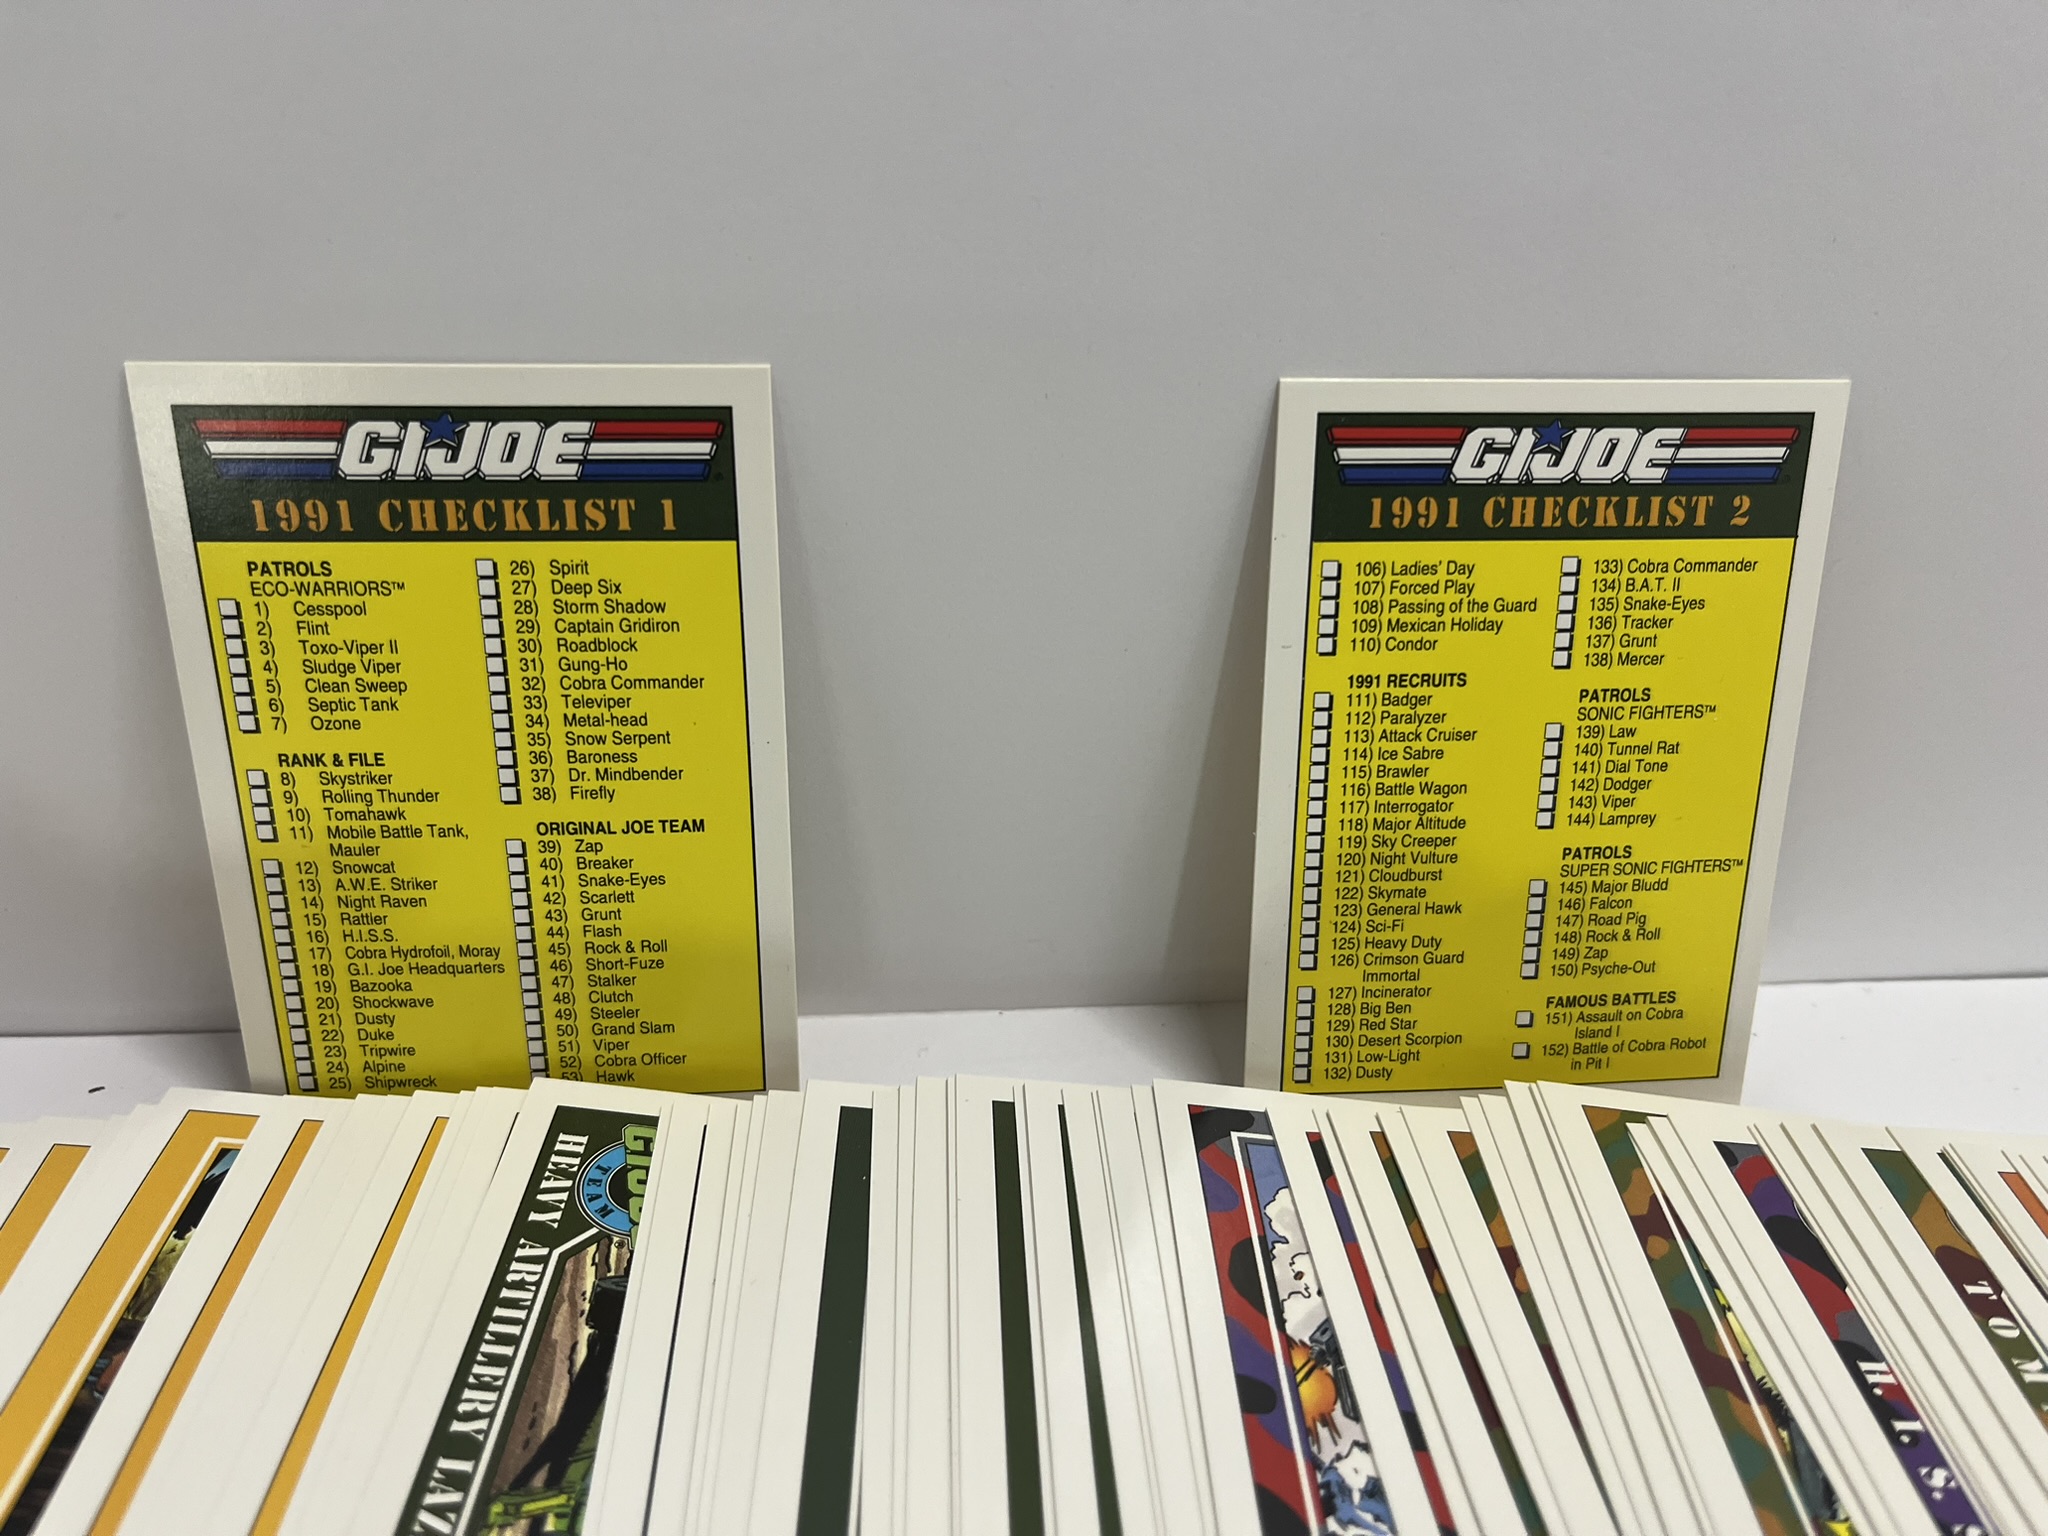 GI JOE
1991 CHECKLIST 1
PATROLS
ECO-WARRIORS™
1) Cesspool
2) Flint
3) Toxo-Viper II
4) Sludge Viper
5) Clean Sweep
6) Septic Tank
7) Ozone
RANK & FILE
8) Skystriker
9) Rolling Thunder
10) Tomahawk
11) Mobile Battle Tank,
Mauler
12) Snowcat
13) A.W.E. Striker
14) Night Raven
15) Rattler
16) H.I.S.S.
17) Cobra Hydrofoil, Moray
18) G.I. Joe Headquarters
19) Bazooka
20) Shockwave
21) Dusty
22) Duke
23) Tripwire
24) Alpine
25) Shipwreck
26) Spirit
27) Deep Six
28) Storm Shadow
29) Captain Gridiron
30) Roadblock
31) Gung-Ho
32) Cobra Commander
33) Televiper
34) Metal-head
35) Snow Serpent
36) Baroness
37) Dr. Mindbender
38) Firefly
ORIGINAL JOE TEAM
39) Zap
40) Breaker
41) Snake-Eyes
42) Scarlett
43) Grunt
44) Flash
45) Rock & Roll
46) Short-Fuze
47) Stalker
48) Clutch
49) Steeler
50) Grand Slam
51) Viper
52) Cobra Officer
53) Hawk
GI JOE
1991 CHECKLIST 2
106) Ladies' Day
107) Forced Play
108) Passing of the Guard
109) Mexican Holiday
110) Condor
1991 RECRUITS
111) Badger
112) Paralyzer
113) Attack Cruiser
114) Ice Sabre
115) Brawler
116) Battle Wagon
117) Interrogator
118) Major Altitude
119) Sky Creeper
120) Night Vulture
121) Cloudburst
122) Skymate
123) General Hawk
124) Sci-Fi
125) Heavy Duty
126) Crimson Guard
Immortal
127) Incinerator
128) Big Ben
129) Red Star
130) Desert Scorpion
131) Low-Light
132) Dusty
133) Cobra Commander
134) B.A.T. II
135) Snake-Eyes
136) Tracker
137) Grunt
138) Mercer
PATROLS
SONIC FIGHTERS™
139) Law
140) Tunnel Rat
141) Dial Tone
142) Dodger
143) Viper
144) Lamprey
PATROLS
SUPER SONIC FIGHTERS™
145) Major Bludd
146) Falcon
147) Road Pig
148) Rock & Roll
149) Zap
150) Psyche-Out
FAMOUS BATTLES
151) Assault on Cobra
Island I
152) Battle of Cobra Robot
in Pit I
TEAM
HEAVY ARTILLERY LAZ
H. I. S.
TOM